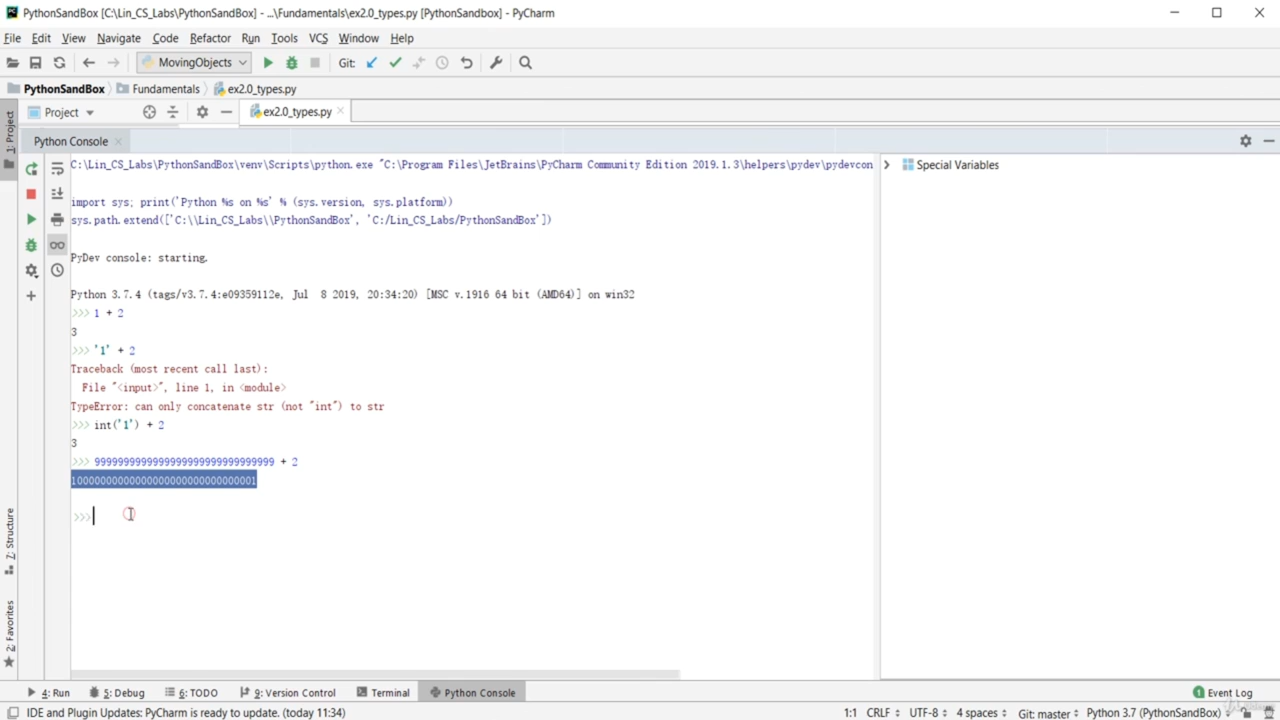 PythonSandBox [C:\Lin_CS_Labs\PythonSandBox] - ...\Fundamentals\ex2.0_types.py [PythonSandbox] - PyCharm
File Edit View Navigate Code Refactor Run Tools VCS Window Help
MovingObjects Git:
PythonSandBox Fundamentals ex2.0_types.py
Project ex2.0_types.py
1: Project
Python Console
C:\Lin_CS_Labs\PythonSandBox\venv\Scripts\python.exe "C:\Program Files\JetBrains\PyCharm Community Edition 2019.1.3\helpers\pydev\pydevcon
Special Variables
import sys; print('Python %s on %s' % (sys.version, sys.platform))
sys.path.extend(['C:\\Lin_CS_Labs\\PythonSandBox', 'C:/Lin_CS_Labs/PythonSandBox'])
PyDev console: starting.
Python 3.7.4 (tags/v3.7.4:e09359112e, Jul  8 2019, 20:34:20) [MSC v.1916 64 bit (AMD64)] on win32
>>> 1 + 2
3
>>> '1' + 2
Traceback (most recent call last):
File "<input>", line 1, in <module>
TypeError: can only concatenate str (not "int") to str
>>> int('1') + 2
3
>>> + 2
>>>
7: Structure
2: Favorites
4: Run 5: Debug 6: TODO 9: Version Control Terminal Python Console 1 Event Log
IDE and Plugin Updates: PyCharm is ready to update. (today 11:34) 1:1 CRLF UTF-8 4 spaces Git: master Python 3.7 (PythonSandbox)